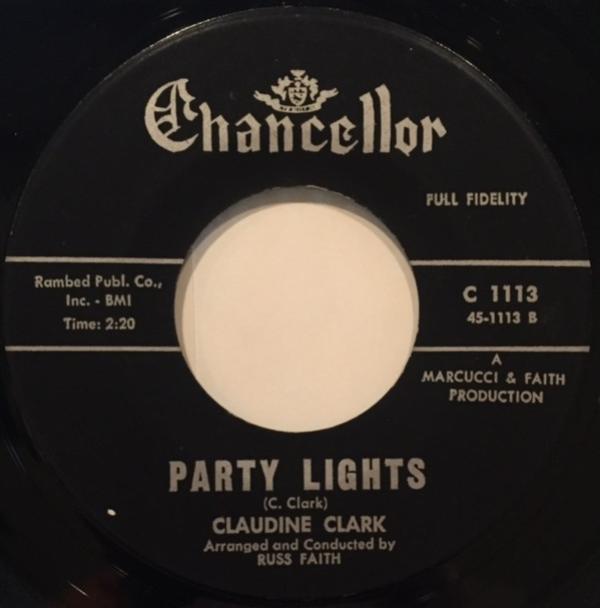 Chancellor
FULL FIDELITY
Rambed Publ. Co.,
Inc. - BMI
Time: 2:20
C 1113
45-1113 B
A
MARCUCCI & FAITH
PRODUCTION
PARTY LIGHTS
(C. Clark)
CLAUDINE CLARK
Arranged and Conducted by
RUSS FAITH